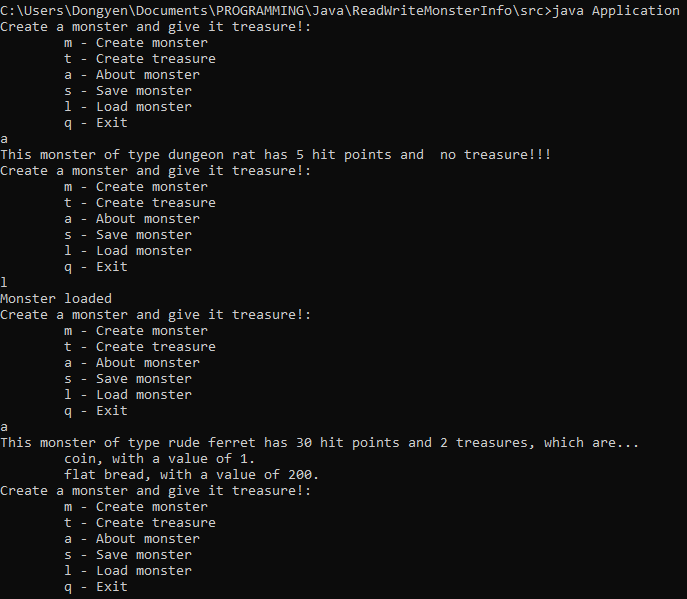 C:\Users\Dongyen\Documents\PROGRAMMING\Java\ReadWriteMonsterInfo\src>java Application
Create a monster and give it treasure!:
        m - Create monster
        t - Create treasure
        a - About monster
        s - Save monster
        l - Load monster
        q - Exit
a
This monster of type dungeon rat has 5 hit points and  no treasure!!!
Create a monster and give it treasure!:
        m - Create monster
        t - Create treasure
        a - About monster
        s - Save monster
        l - Load monster
        q - Exit
l
Monster loaded
Create a monster and give it treasure!:
        m - Create monster
        t - Create treasure
        a - About monster
        s - Save monster
        l - Load monster
        q - Exit
a
This monster of type rude ferret has 30 hit points and 2 treasures, which are...
        coin, with a value of 1.
        flat bread, with a value of 200.
Create a monster and give it treasure!:
        m - Create monster
        t - Create treasure
        a - About monster
        s - Save monster
        l - Load monster
        q - Exit